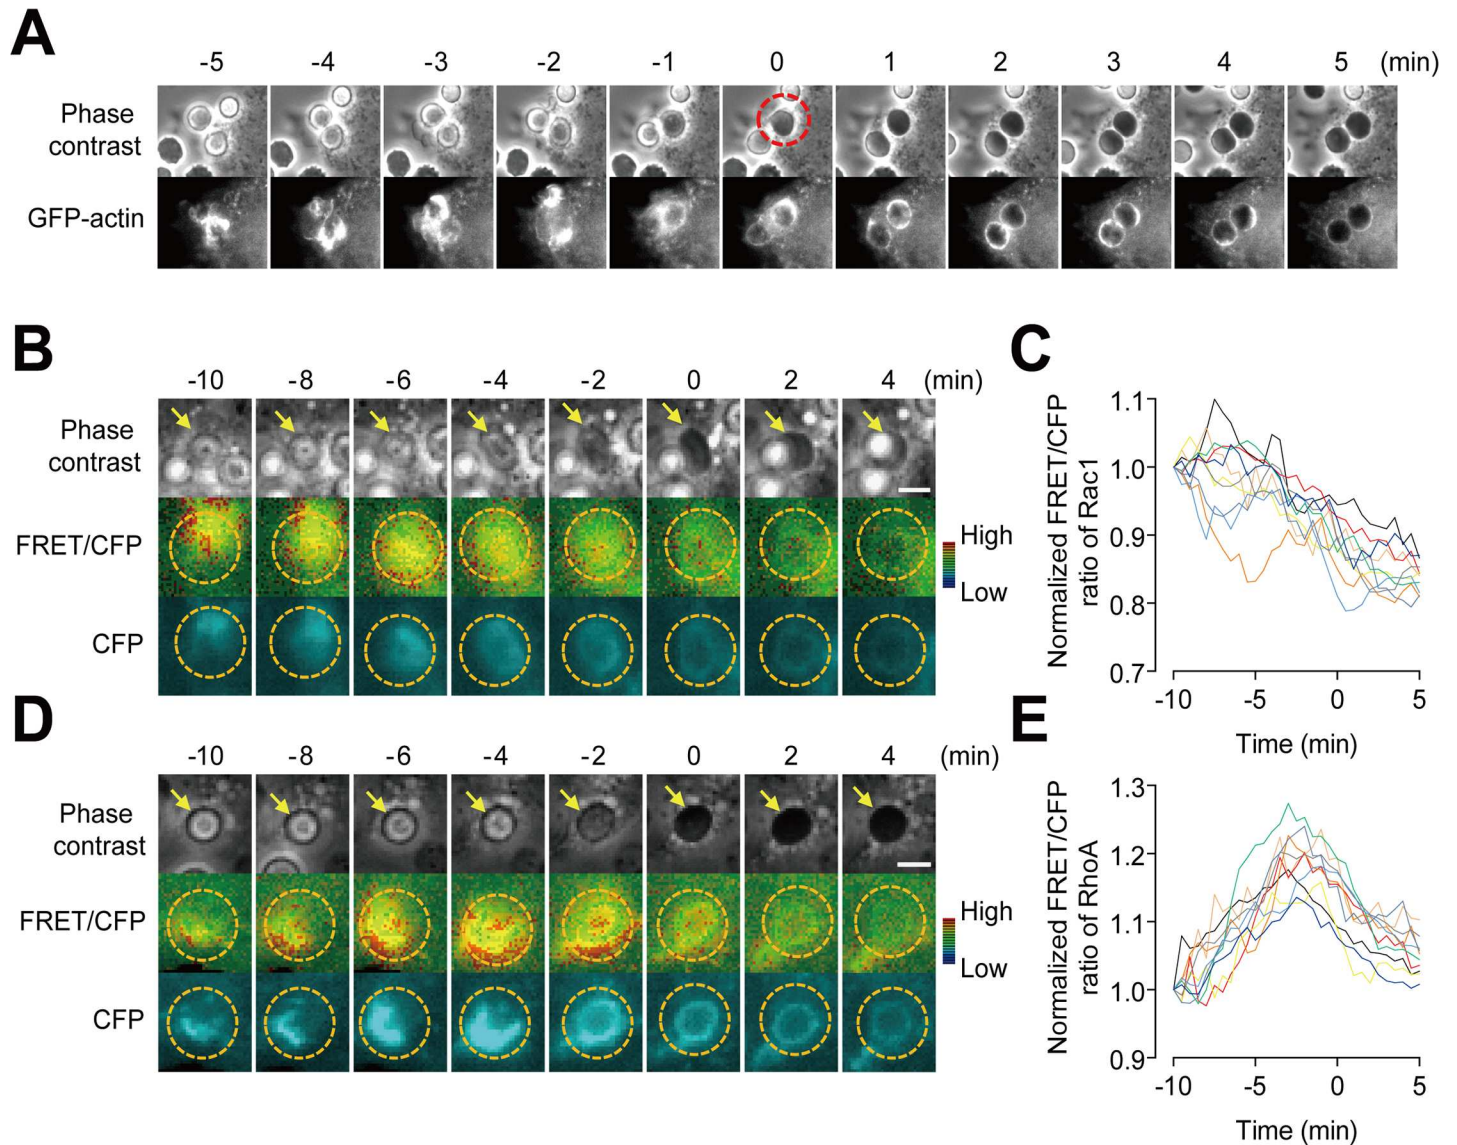 A
-5 -4 -3 -2 -1 0 1 2 3 4 5 (min)
Phase
contrast
GFP-actin
B
-10 -8 -6 -4 -2 0 2 4 (min)
Phase
contrast
FRET/CFP
High
Low
CFP
C
Normalized FRET/CFP
ratio of Rac1
1.1
1.0
0.9
0.8
0.7
-10 -5 0 5
Time (min)
D
-10 -8 -6 -4 -2 0 2 4 (min)
Phase
contrast
FRET/CFP
High
Low
CFP
E
Normalized FRET/CFP
ratio of RhoA
1.3
1.2
1.1
1.0
0.9
-10 -5 0 5
Time (min)